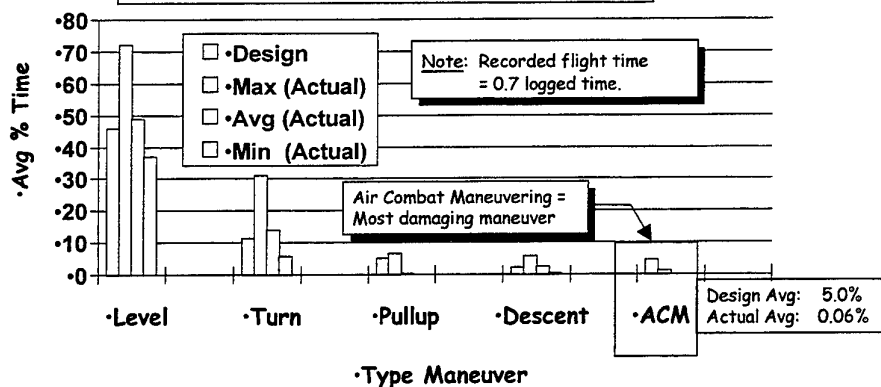 •80
•70
•60
•50
•40
•30
•20
•10
•0
•Avg % Time
•Design
•Max (Actual)
•Avg (Actual)
•Min (Actual)
Note: Recorded flight time
= 0.7 logged time.
Air Combat Maneuvering =
Most damaging maneuver
•Level
•Turn
•Pullup
•Descent
•ACM
Design Avg: 5.0%
Actual Avg: 0.06%
•Type Maneuver